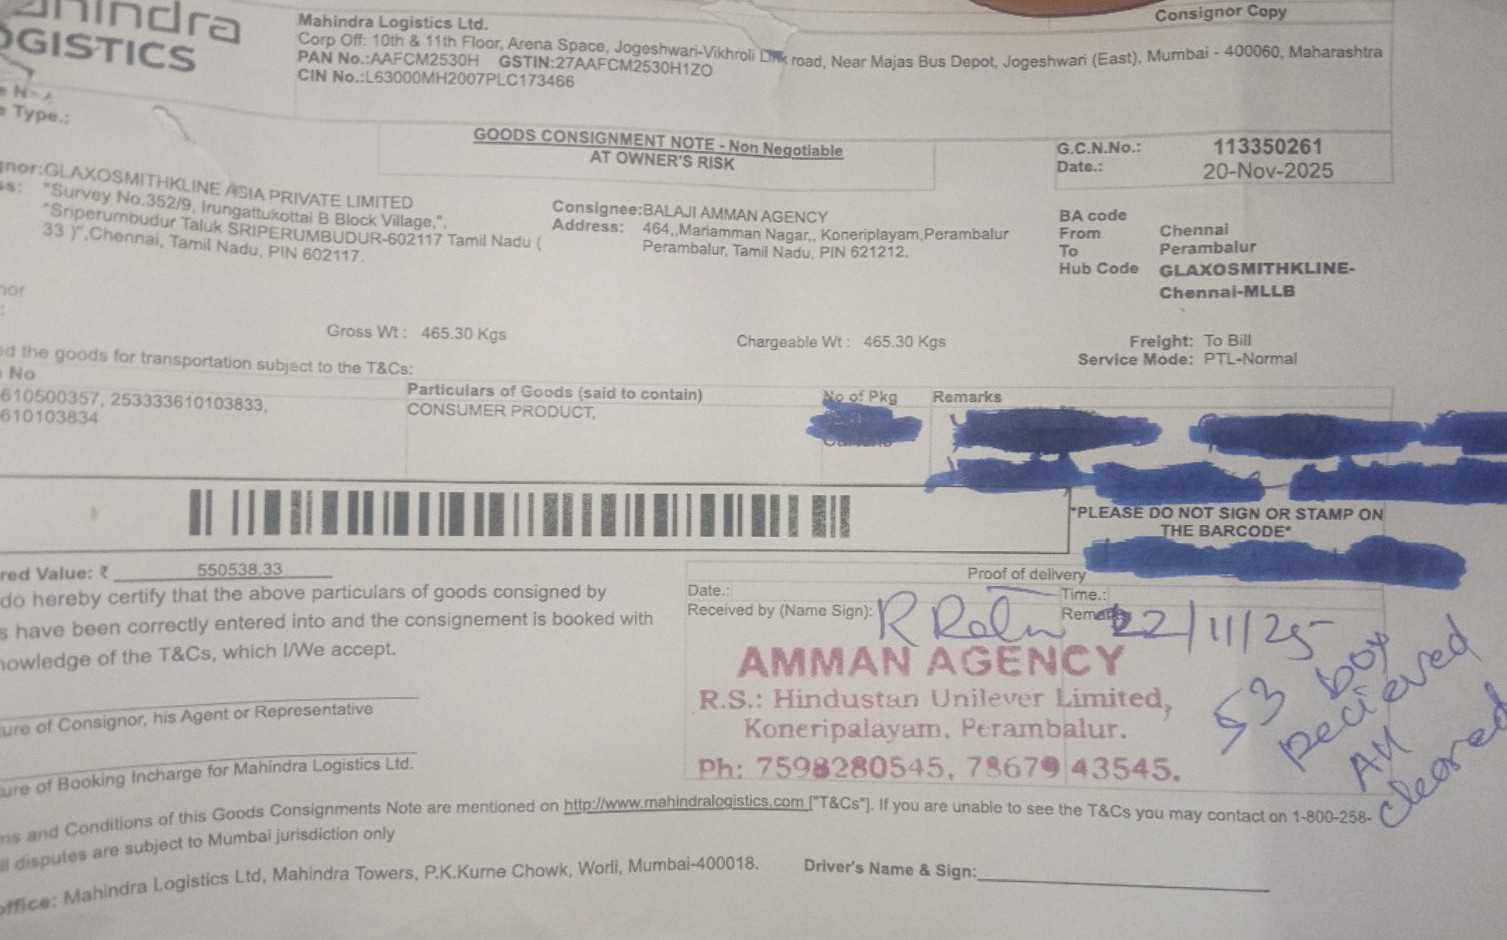 Consignor Copy
Mahindra Logistics Ltd.
Corp Off: 10th & 11th Floor, Arena Space, Jogeshwari-Vikhroli Link road, Near Majas Bus Depot, Jogeshwari (East), Mumbai - 400060, Maharashtra
PAN No.:AAFCM2530H GSTIN:27AAFCM2530H1ZO
CIN No.:L63000MH2007PLC173466
Type.:
GOODS CONSIGNMENT NOTE - Non Negotiable
AT OWNER'S RISK
G.C.N.No.: 113350261
Date.: 20-Nov-2025
GLAXOSMITHKLINE ASIA PRIVATE LIMITED
"Survey No.352/9, Irungattukottai B Block Village,",
"Sriperumbudur Taluk SRIPERUMBUDUR-602117 Tamil Nadu (
33 )",Chennai, Tamil Nadu, PIN 602117.
Consignee:BALAJI AMMAN AGENCY
Address: 464,,Mariamman Nagar,, Koneriplayam,Perambalur
Perambalur, Tamil Nadu, PIN 621212.
BA code
From Chennai
To Perambalur
Hub Code GLAXOSMITHKLINE-
Chennai-MLLB
Gross Wt : 465.30 Kgs
Chargeable Wt : 465.30 Kgs
Freight: To Bill
Service Mode: PTL-Normal
the goods for transportation subject to the T&Cs:
No
Particulars of Goods (said to contain)
No of Pkg
Remarks
610500357, 253333610103833,
610103834
CONSUMER PRODUCT,
*PLEASE DO NOT SIGN OR STAMP ON
THE BARCODE*
Value: ₹ 550538.33
do hereby certify that the above particulars of goods consigned by
have been correctly entered into and the consignement is booked with
of the T&Cs, which I/We accept.
Proof of delivery
Date.:
Time.:
Received by (Name Sign):
Remarks
22/11/25
53 box
recieved
AM
cleared
AMMAN AGENCY
R.S.: Hindustan Unilever Limited,
Koneripalayam, Perambalur.
Ph: 7598280545, 78679 43545.
of Consignor, his Agent or Representative
of Booking Incharge for Mahindra Logistics Ltd.
and Conditions of this Goods Consignments Note are mentioned on http://www.mahindralogistics.com ["T&Cs"]. If you are unable to see the T&Cs you may contact on 1-800-258-
disputes are subject to Mumbai jurisdiction only
Mahindra Logistics Ltd, Mahindra Towers, P.K.Kurne Chowk, Worli, Mumbai-400018.
Driver's Name & Sign: